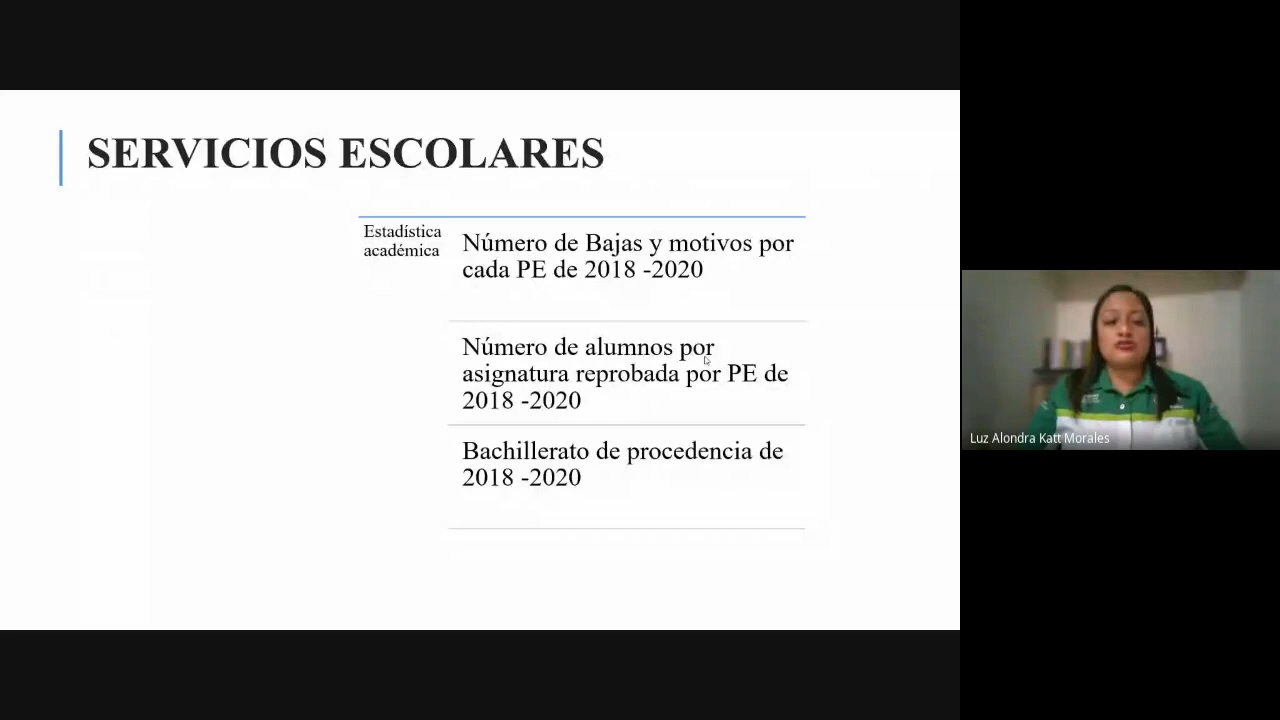 SERVICIOS ESCOLARES
Estadística
académica
Número de Bajas y motivos por
cada PE de 2018 -2020
Número de alumnos por
asignatura reprobada por PE de
2018 -2020
Bachillerato de procedencia de
2018 -2020
Luz Alondra Katt Morales